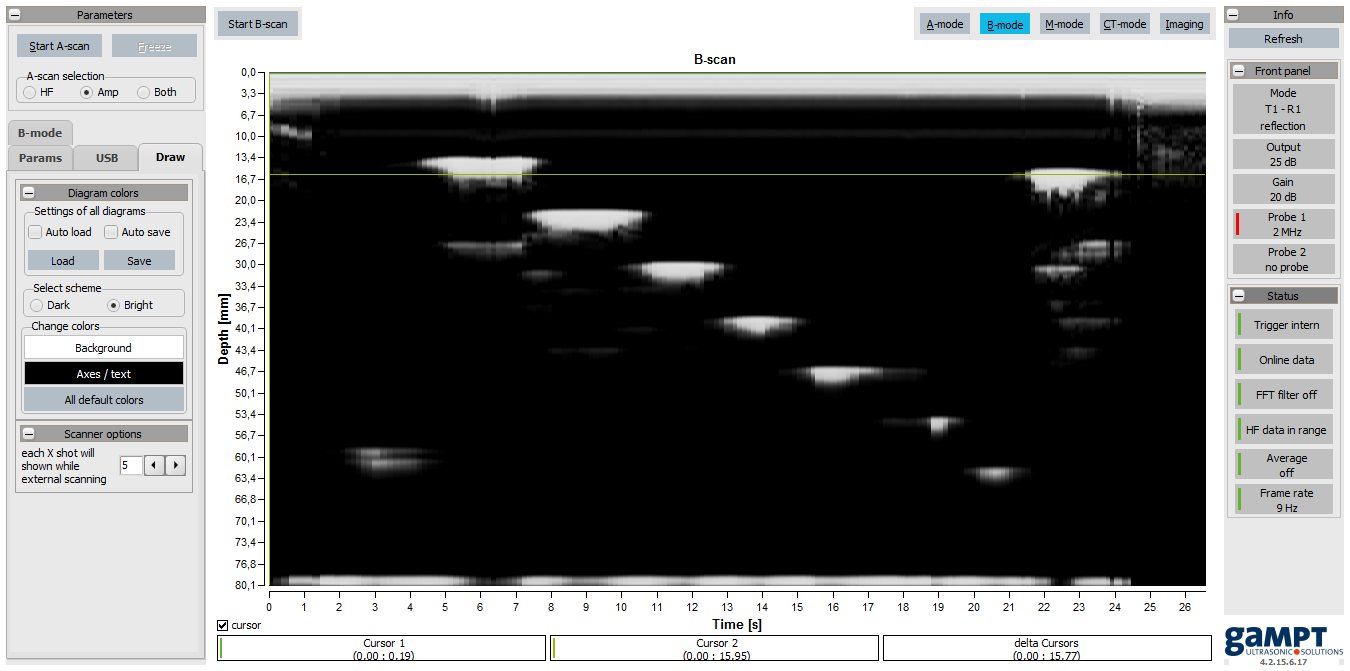 Parameters
Start A-scan
Freeze
A-scan selection
HF
Amp
Both
B-mode
Params
USB
Draw
Diagram colors
Settings of all diagrams
Auto load
Auto save
Load
Save
Select scheme
Dark
Bright
Change colors
Background
Axes / text
All default colors
Scanner options
each X shot will
shown while
external scanning
5
Start B-scan
A-mode
B-mode
M-mode
CT-mode
Imaging
B-scan
Depth [mm]
0,0
3,3
6,7
10,0
13,4
16,7
20,0
23,4
26,7
30,0
33,4
36,7
40,1
43,4
46,7
50,1
53,4
56,7
60,1
63,4
66,8
70,1
73,4
76,8
80,1
0 1 2 3 4 5 6 7 8 9 10 11 12 13 14 15 16 17 18 19 20 21 22 23 24 25 26
Time [s]
cursor
Cursor 1
(0.00 : 0.19)
Cursor 2
(0.00 : 15.95)
delta Cursors
(0.00 : 15.77)
Info
Refresh
Front panel
Mode
T1 - R1
reflection
Output
25 dB
Gain
20 dB
Probe 1
2 MHz
Probe 2
no probe
Status
Trigger intern
Online data
FFT filter off
HF data in range
Average
off
Frame rate
9 Hz
gAMPT
ULTRASONIC SOLUTIONS
4.2.15.6.17